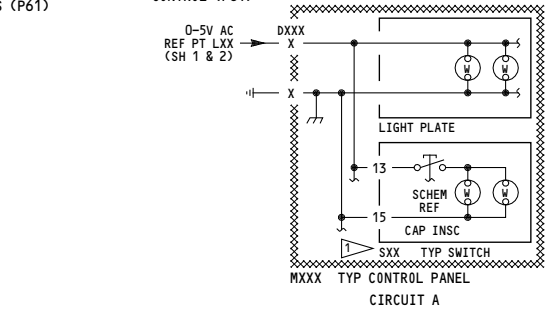 S (P61)
0-5V AC
REF PT LXX
(SH 1 & 2)
DXXX
X
X
W
W
LIGHT PLATE
13
SCHEM
REF
W
W
15
CAP INSC
1
SXX TYP SWITCH
MXXX TYP CONTROL PANEL
CIRCUIT A